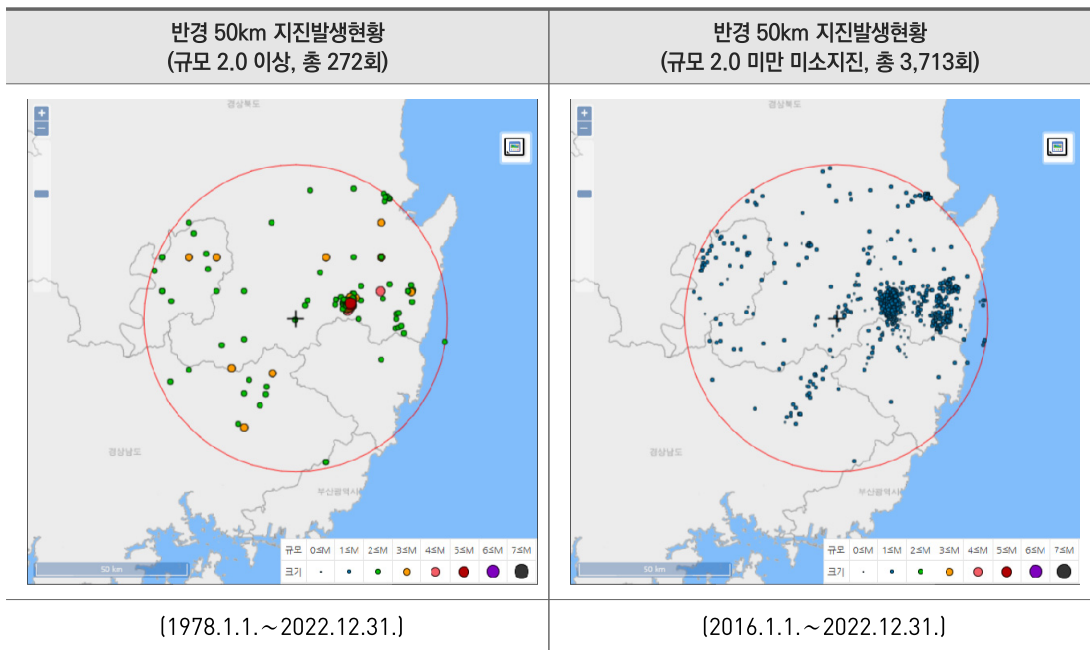 반경 50km 지진발생현황
(규모 2.0 이상, 총 272회)
반경 50km 지진발생현황
(규모 2.0 미만 미소지진, 총 3,713회)
경상북도
+
−
경상남도
부산광역시
50 km
규모 0≤M 1≤M 2≤M 3≤M 4≤M 5≤M 6≤M 7≤M
크기
경상북도
+
−
경상남도
부산광역시
50 km
규모 0≤M 1≤M 2≤M 3≤M 4≤M 5≤M 6≤M 7≤M
크기
(1978.1.1.~2022.12.31.)
(2016.1.1.~2022.12.31.)